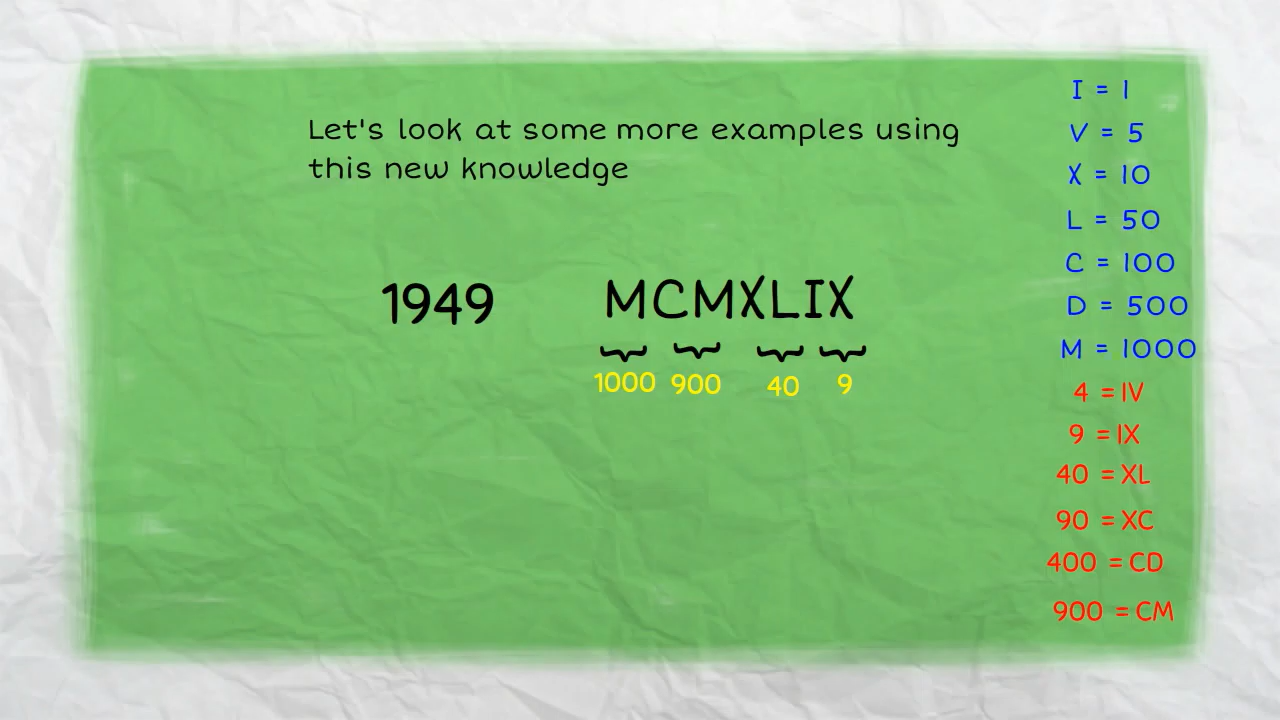 Let's look at some more examples using
this new knowledge
1949 MCMXLIX
1000 900 40 9
I = 1
V = 5
X = 10
L = 50
C = 100
D = 500
M = 1000
4 = IV
9 = IX
40 = XL
90 = XC
400 = CD
900 = CM